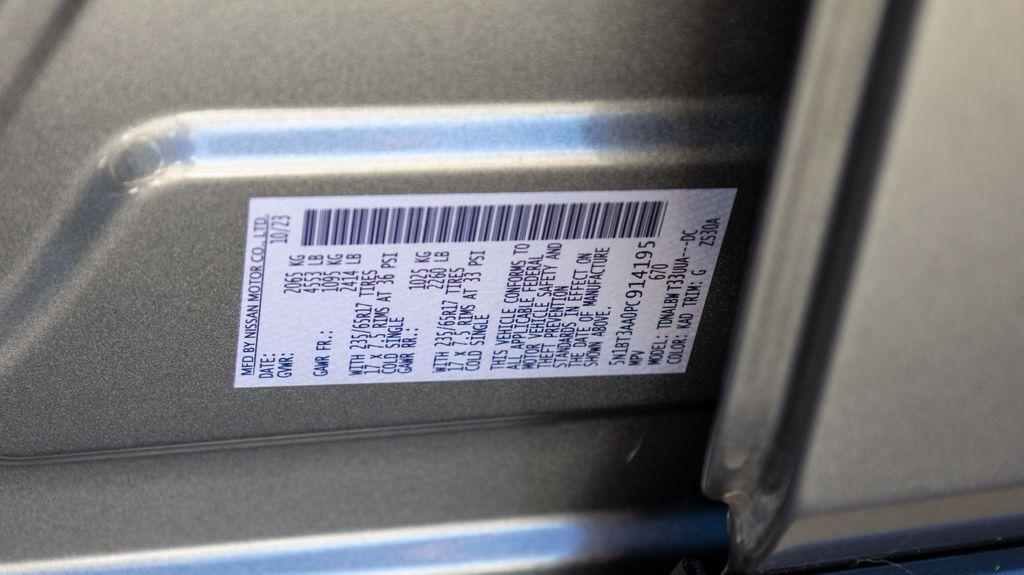 MFD BY NISSAN MOTOR CO., LTD.
DATE: 10/23
GVWR: 2065 KG
4553 LB
GAWR FR.: 1095 KG
2414 LB
WITH 235/65R17 TIRES
17 X 7.5 RIMS AT 36 PSI
COLD SINGLE
GAWR RR.: 1025 KG
2260 LB
WITH 235/65R17 TIRES
17 X 7.5 RIMS AT 33 PSI
COLD SINGLE
THIS VEHICLE CONFORMS TO
ALL APPLICABLE FEDERAL
MOTOR VEHICLE SAFETY AND
THEFT PREVENTION
STANDARDS IN EFFECT ON
THE DATE OF MANUFACTURE
SHOWN ABOVE.
5N1BT3AA0PC914195
MPV 670
MODEL:
COLOR: KAD TRIM: G ZS30A